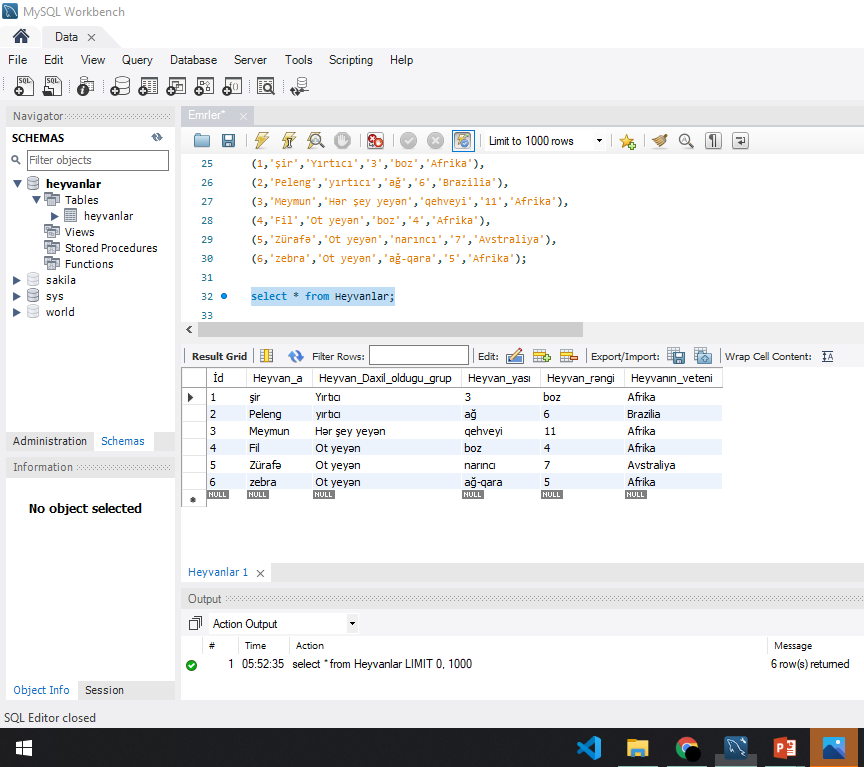 MySQL Workbench
Data
File Edit View Query Database Server Tools Scripting Help
Navigator
SCHEMAS
Filter objects
heyvanlar
Tables
heyvanlar
Views
Stored Procedures
Functions
sakila
sys
world
Administration Schemas
Information
No object selected
Object Info Session
Emrler*
Limit to 1000 rows
25 (1,'şir','Yırtıcı','3','boz','Afrika'),
26 (2,'Peleng','yırtıcı','ağ','6','Brazilia'),
27 (3,'Meymun','Hər şey yeyən','qehveyi','11','Afrika'),
28 (4,'Fil','Ot yeyən','boz','4','Afrika'),
29 (5,'Zürafə','Ot yeyən','narıncı','7','Avstraliya'),
30 (6,'zebra','Ot yeyən','ağ-qara','5','Afrika');
31
32 select * from Heyvanlar;
33
Result Grid Filter Rows: Edit: Export/Import: Wrap Cell Content:
İd Heyvan_a Heyvan_Daxil_oldugu_grup Heyvan_yası Heyvan_rəngi Heyvanın_veteni
1 şir Yırtıcı 3 boz Afrika
2 Peleng yırtıcı ağ 6 Brazilia
3 Meymun Hər şey yeyən qehveyi 11 Afrika
4 Fil Ot yeyən boz 4 Afrika
5 Zürafə Ot yeyən narıncı 7 Avstraliya
6 zebra Ot yeyən ağ-qara 5 Afrika
NULL NULL NULL NULL NULL NULL
Heyvanlar 1
Output
Action Output
# Time Action Message
1 05:52:35 select * from Heyvanlar LIMIT 0, 1000 6 row(s) returned
SQL Editor closed